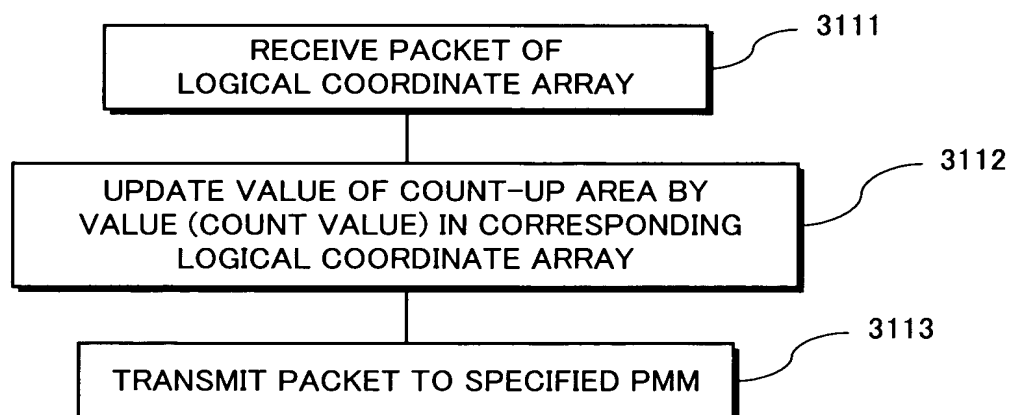 RECEIVE PACKET OF
LOGICAL COORDINATE ARRAY
3111
UPDATE VALUE OF COUNT-UP AREA BY
VALUE (COUNT VALUE) IN CORRESPONDING
LOGICAL COORDINATE ARRAY
3112
TRANSMIT PACKET TO SPECIFIED PMM
3113